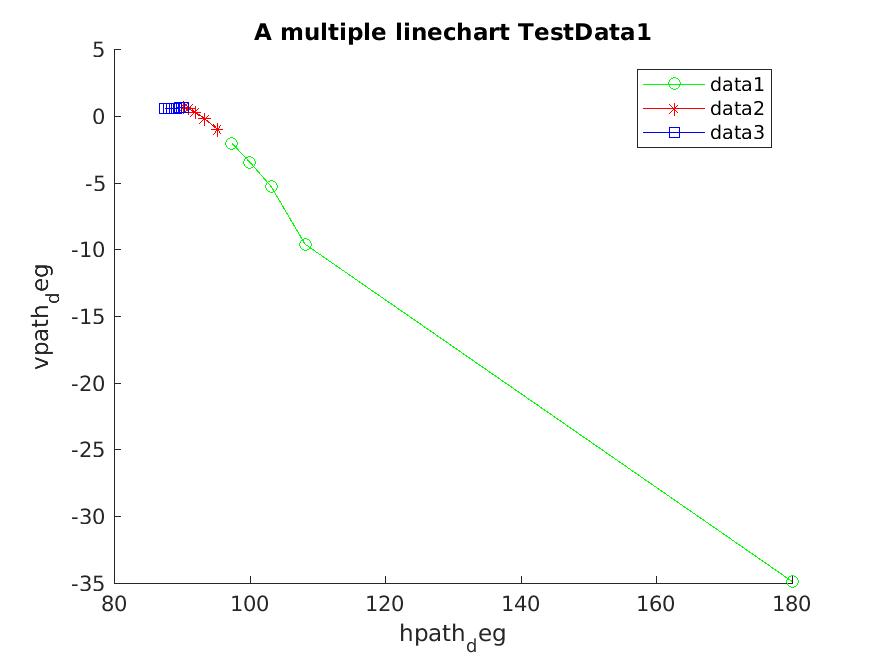 A multiple linechart TestData1
5
0
-5
-10
-15
-20
-25
-30
-35
80 100 120 140 160 180
hpath_deg
vpath_deg
data1
data2
data3